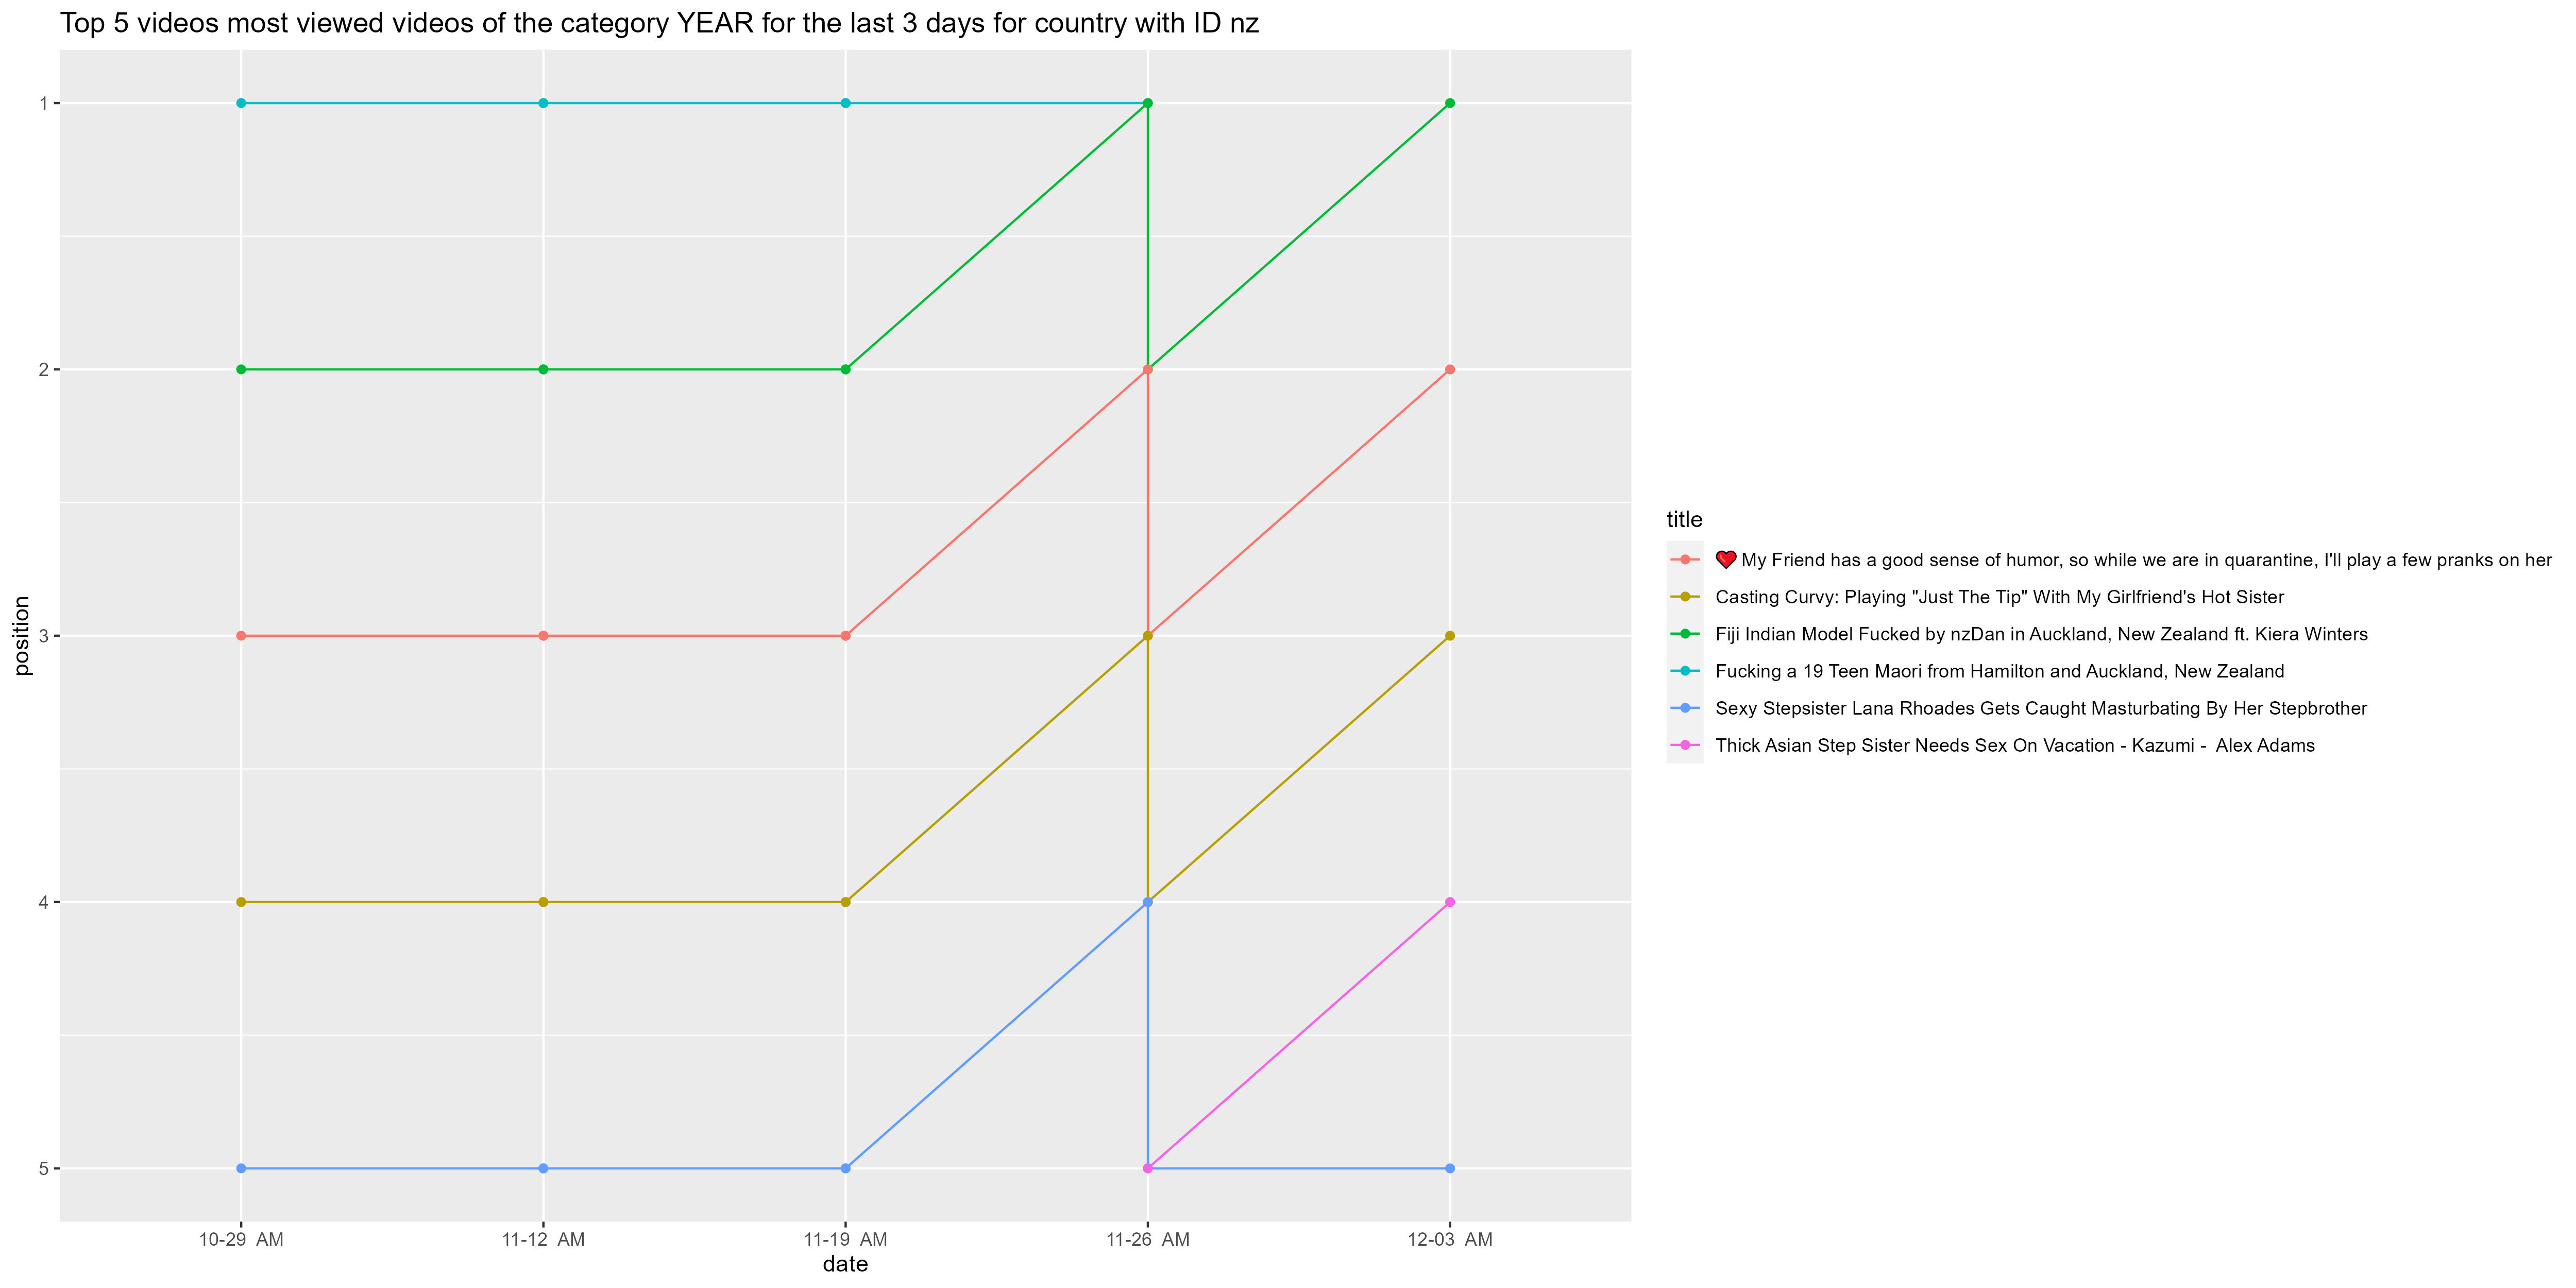 Top 5 videos most viewed videos of the category YEAR for the last 3 days for country with ID nz
position
1
2
3
4
5
10-29 AM
11-12 AM
11-19 AM
11-26 AM
12-03 AM
date
title
❤️ My Friend has a good sense of humor, so while we are in quarantine, I'll play a few pranks on her
Casting Curvy: Playing "Just The Tip" With My Girlfriend's Hot Sister
Fiji Indian Model Fucked by nzDan in Auckland, New Zealand ft. Kiera Winters
Fucking a 19 Teen Maori from Hamilton and Auckland, New Zealand
Sexy Stepsister Lana Rhoades Gets Caught Masturbating By Her Stepbrother
Thick Asian Step Sister Needs Sex On Vacation - Kazumi -  Alex Adams